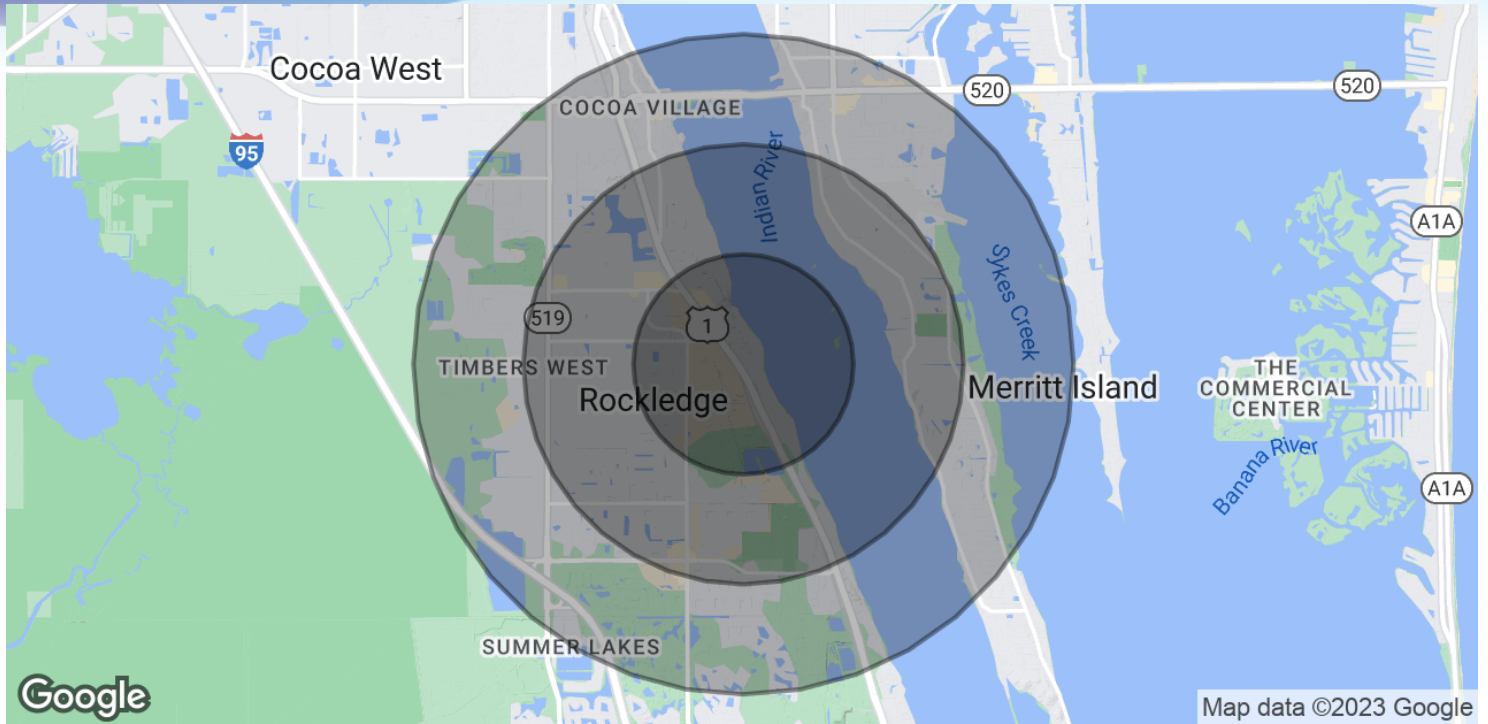 Cocoa West
520
520
COCOA VILLAGE
95
Indian River
A1A
Sykes Creek
519
1
TIMBERS WEST
THE
COMMERCIAL
CENTER
Merritt Island
Rockledge
Banana River
A1A
SUMMER LAKES
Google
Map data ©2023 Google